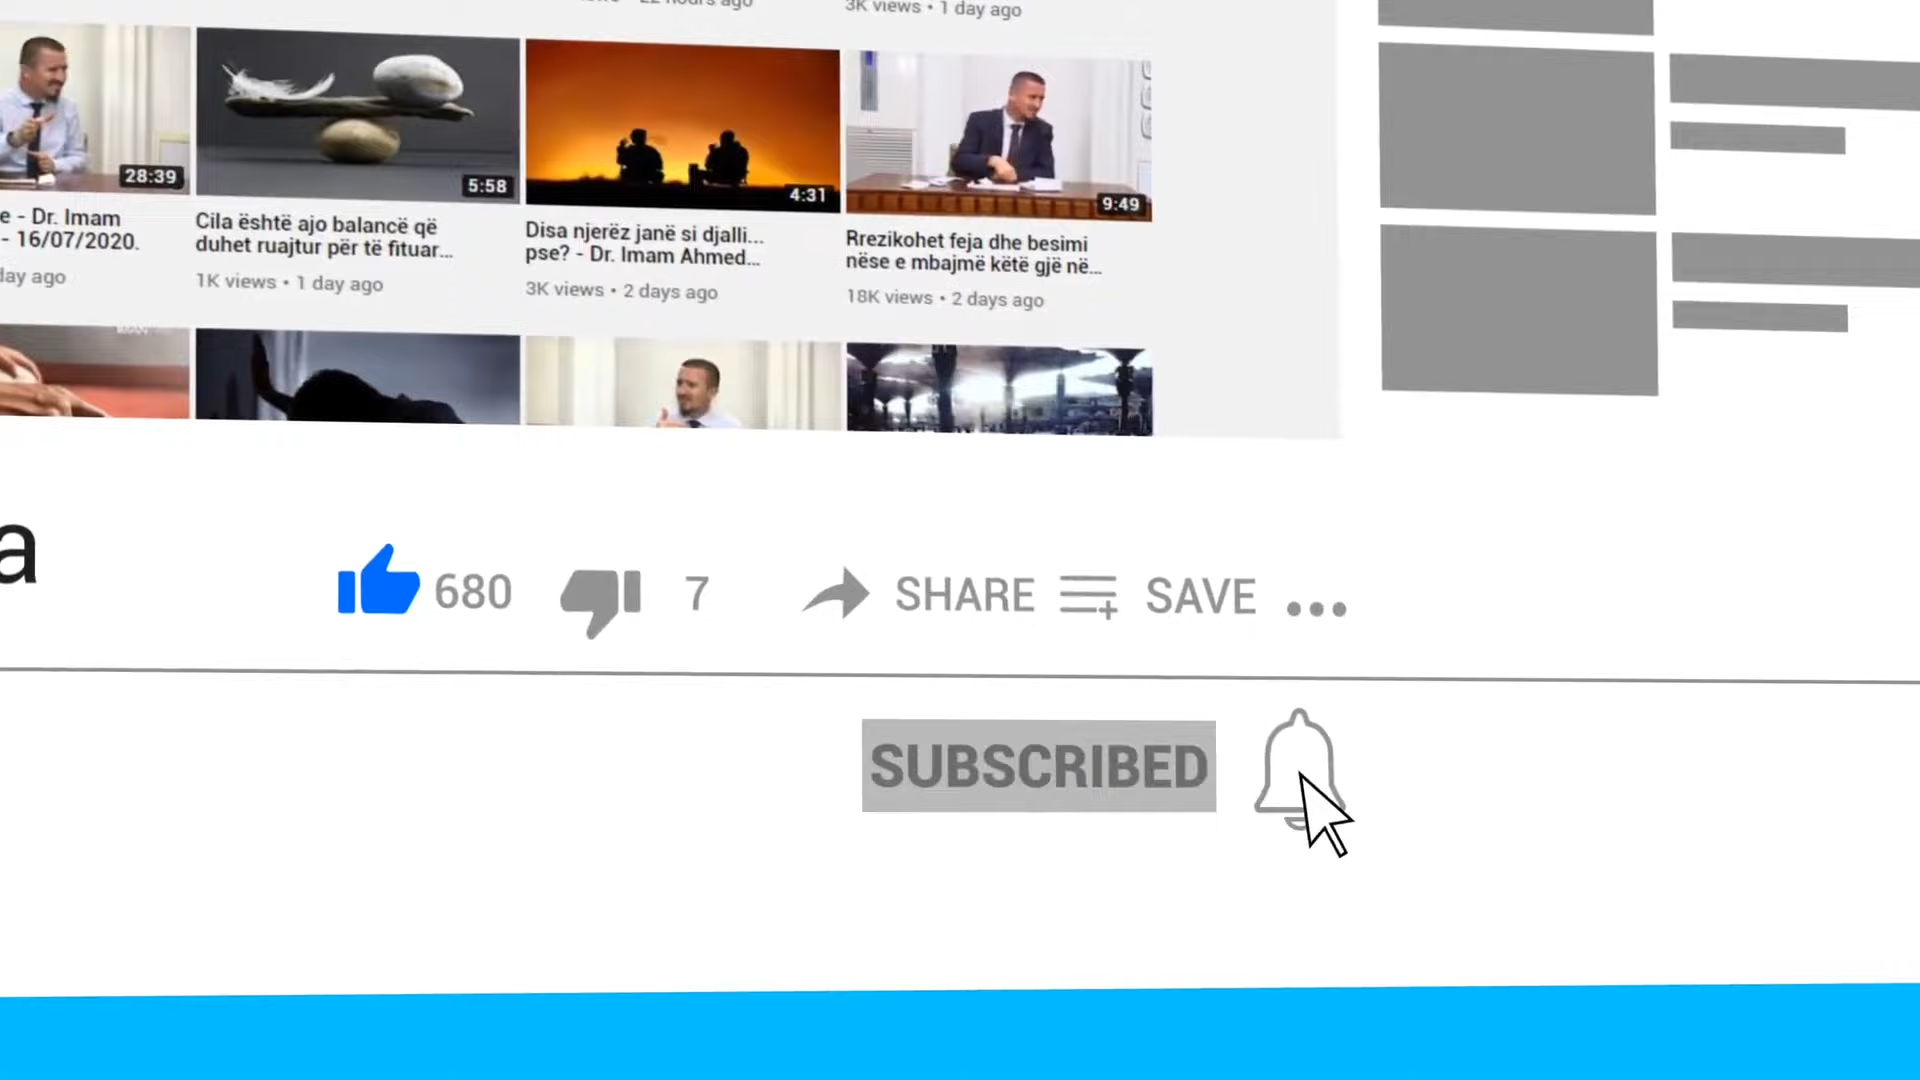 22 hours ago
3K views • 1 day ago
28:39
5:58
4:31
9:49
e - Dr. Imam
- 16/07/2020.
day ago
Cila është ajo balancë që
duhet ruajtur për të fituar...
1K views • 1 day ago
Disa njerëz janë si djalli...
pse? - Dr. Imam Ahmed...
3K views • 2 days ago
Rrezikohet feja dhe besimi
nëse e mbajmë këtë gjë në...
18K views • 2 days ago
a
680
7
SHARE
SAVE
SUBSCRIBED